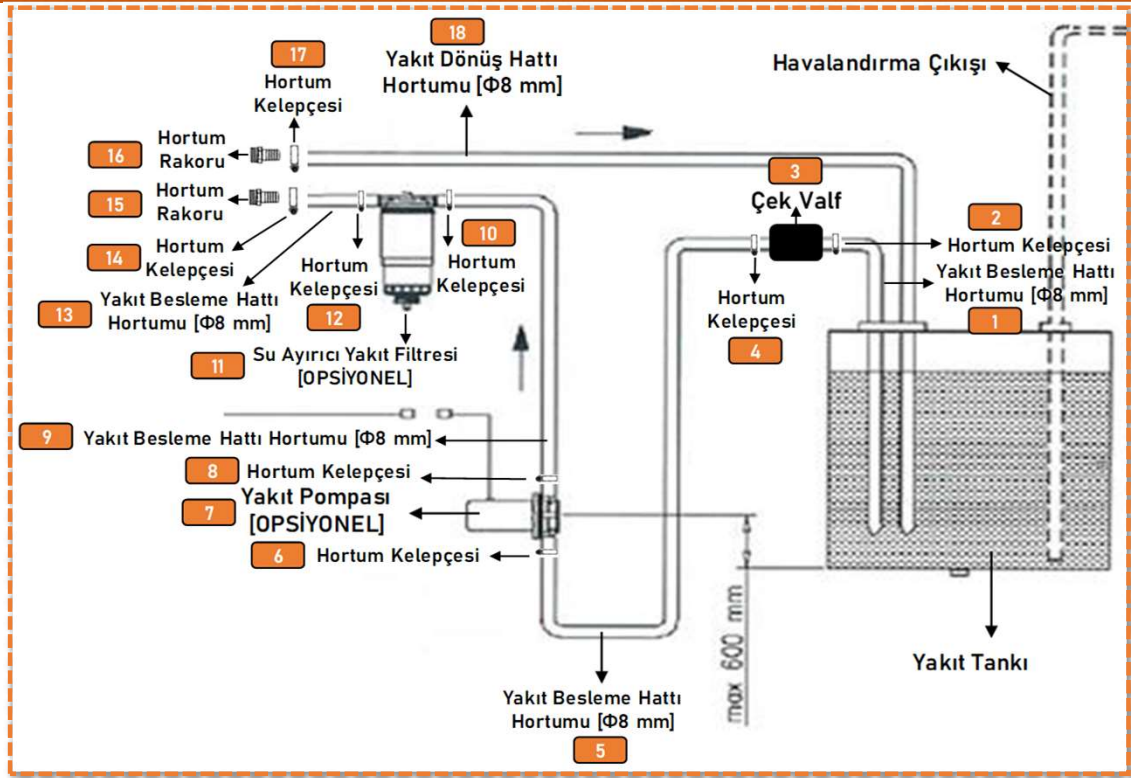 17
Hortum
Kelepçesi
18
Yakıt Dönüş Hattı
Hortumu [Φ8 mm]
Havalandırma Çıkışı
16
Hortum
Rakoru
15
Hortum
Rakoru
14
Hortum
Kelepçesi
13
Yakıt Besleme Hattı
Hortumu [Φ8 mm]
Hortum
Kelepçesi
12
10
Hortum
Kelepçesi
11
Su Ayırıcı Yakıt Filtresi
[OPSİYONEL]
3
Çek Valf
2
Hortum Kelepçesi
Yakıt Besleme Hattı
Hortumu [Φ8 mm]
1
Hortum
Kelepçesi
4
9
Yakıt Besleme Hattı Hortumu [Φ8 mm]
8
Hortum Kelepçesi
7
Yakıt Pompası
[OPSİYONEL]
6
Hortum Kelepçesi
max 600 mm
Yakıt Tankı
Yakıt Besleme Hattı
Hortumu [Φ8 mm]
5